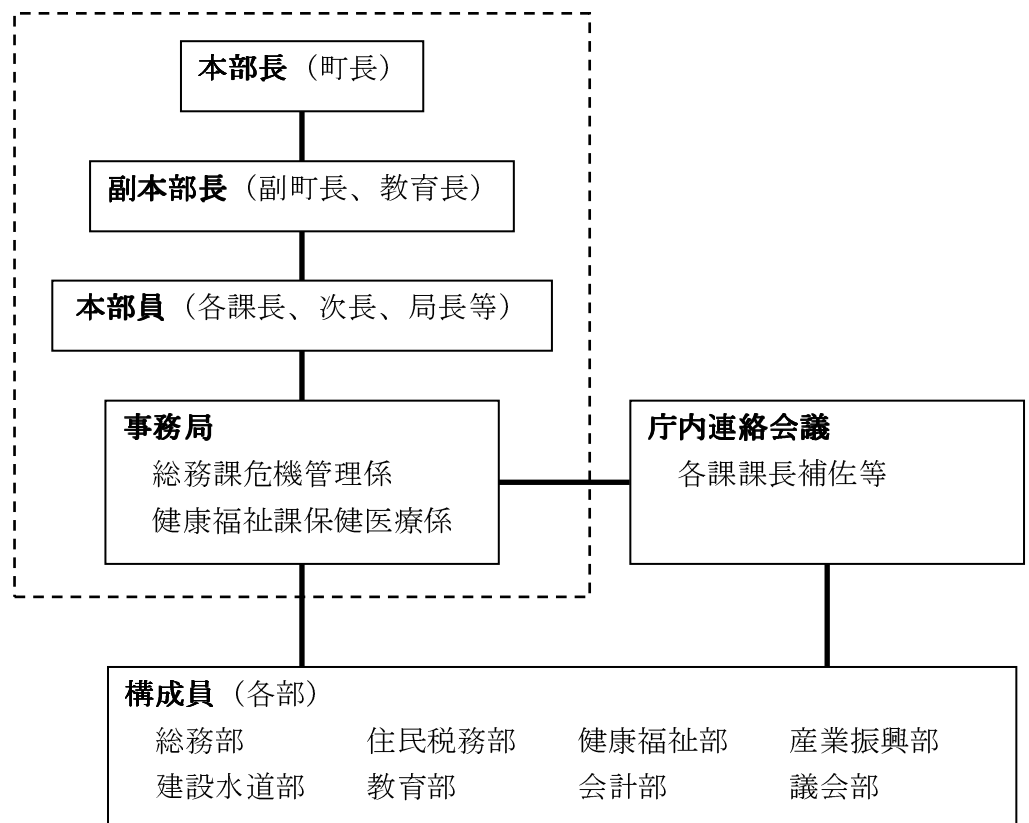 本部長（町長）
副本部長（副町長、教育長）
本部員（各課長、次長、局長等）
事務局
総務課危機管理係
健康福祉課保健医療係
庁内連絡会議
各課課長補佐等
構成員（各部）
総務部 住民税務部 健康福祉部 産業振興部
建設水道部 教育部 会計部 議会部